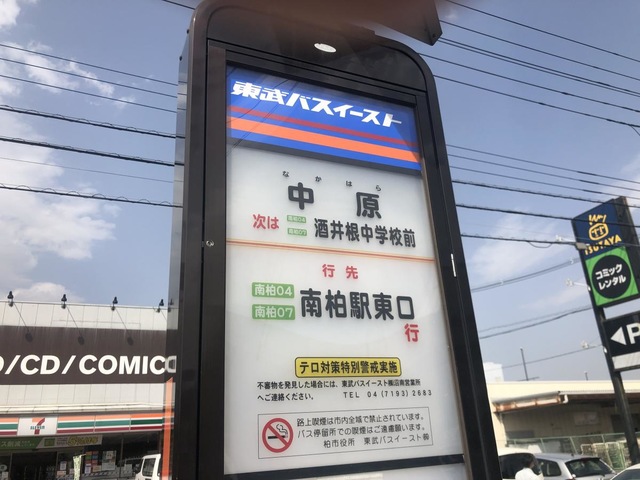 東武バスイースト
なかはら
中原
次は 南柏04 南柏07 酒井根中学校前
行先
南柏04
南柏07
南柏駅東口
行
テロ対策特別警戒実施
不審物を発見した場合には、東武バスイースト㈱沼南営業所
へご連絡ください。 TEL 04(7193)2683
路上喫煙は市内全域で禁止されています。
バス停留所での喫煙はご遠慮願います。
柏市役所 東武バスイースト㈱
TSUTAYA
コミック
レンタル
P
/CD/COMIC
7
ELEVEn